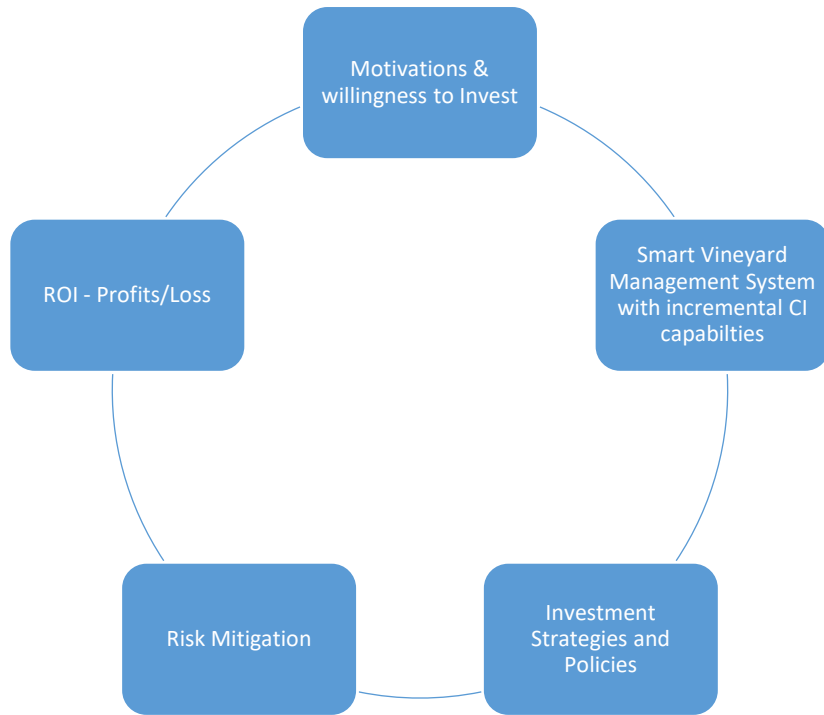 Motivations &
willingness to Invest
Smart Vineyard
Management System
with incremental CI
capabilties
Investment
Strategies and
Policies
Risk Mitigation
ROI - Profits/Loss